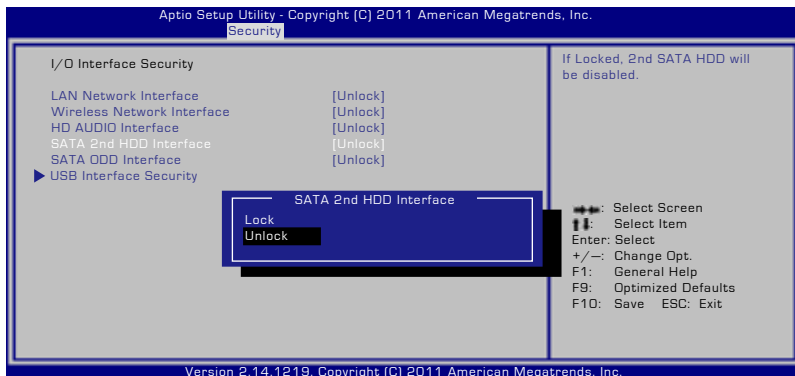 Aptio Setup Utility - Copyright (C) 2011 American Megatrends, Inc.
Security
I/O Interface Security
LAN Network Interface [Unlock]
Wireless Network Interface [Unlock]
HD AUDIO Interface [Unlock]
SATA 2nd HDD Interface [Unlock]
SATA ODD Interface [Unlock]
USB Interface Security
SATA 2nd HDD Interface
Lock
Unlock
If Locked, 2nd SATA HDD will
be disabled.
: Select Screen
: Select Item
Enter: Select
+/—: Change Opt.
F1: General Help
F9: Optimized Defaults
F10: Save ESC: Exit
Version 2.14.1219. Copyright (C) 2011 American Megatrends, Inc.